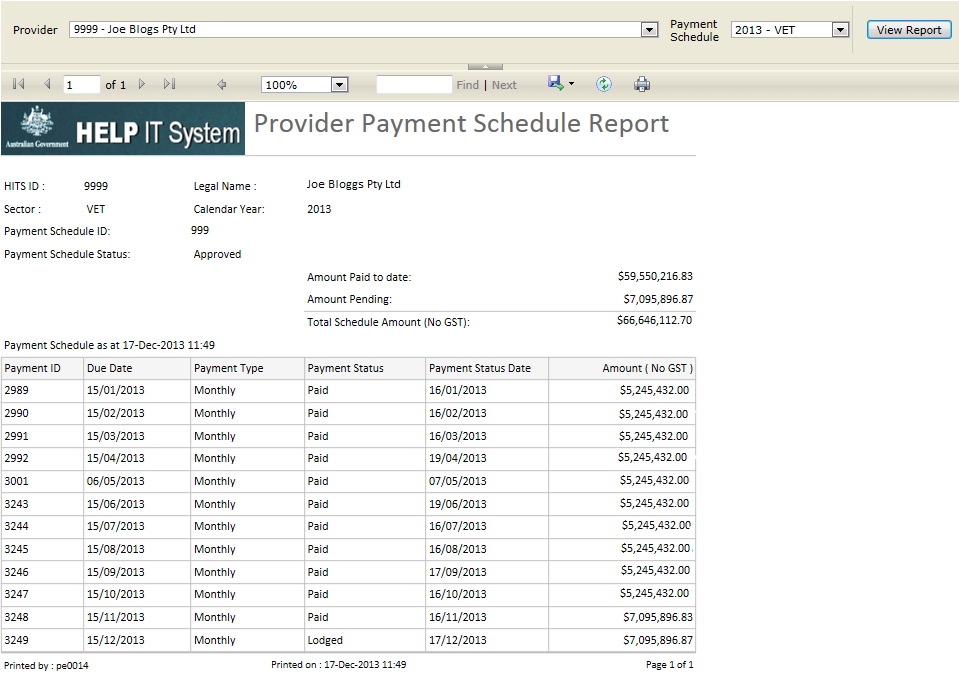 Provider 9999 - Joe Blogs Pty Ltd Payment Schedule 2013 - VET View Report
1 of 1 100% Find | Next
Australian Government HELP IT System Provider Payment Schedule Report
HITS ID : 9999 Legal Name : Joe Bloggs Pty Ltd
Sector : VET Calendar Year: 2013
Payment Schedule ID: 999
Payment Schedule Status: Approved
Amount Paid to date: $59,550,216.83
Amount Pending: $7,095,896.87
Total Schedule Amount (No GST): $66,646,112.70
Payment Schedule as at 17-Dec-2013 11:49
Payment ID Due Date Payment Type Payment Status Payment Status Date Amount ( No GST )
2989 15/01/2013 Monthly Paid 16/01/2013 $5,245,432.00
2990 15/02/2013 Monthly Paid 16/02/2013 $5,245,432.00
2991 15/03/2013 Monthly Paid 16/03/2013 $5,245,432.00
2992 15/04/2013 Monthly Paid 19/04/2013 $5,245,432.00
3001 06/05/2013 Monthly Paid 07/05/2013 $5,245,432.00
3243 15/06/2013 Monthly Paid 19/06/2013 $5,245,432.00
3244 15/07/2013 Monthly Paid 16/07/2013 $5,245,432.00
3245 15/08/2013 Monthly Paid 16/08/2013 $5,245,432.00
3246 15/09/2013 Monthly Paid 17/09/2013 $5,245,432.00
3247 15/10/2013 Monthly Paid 16/10/2013 $5,245,432.00
3248 15/11/2013 Monthly Paid 16/11/2013 $7,095,896.83
3249 15/12/2013 Monthly Lodged 17/12/2013 $7,095,896.87
Printed by : pe0014 Printed on : 17-Dec-2013 11:49 Page 1 of 1